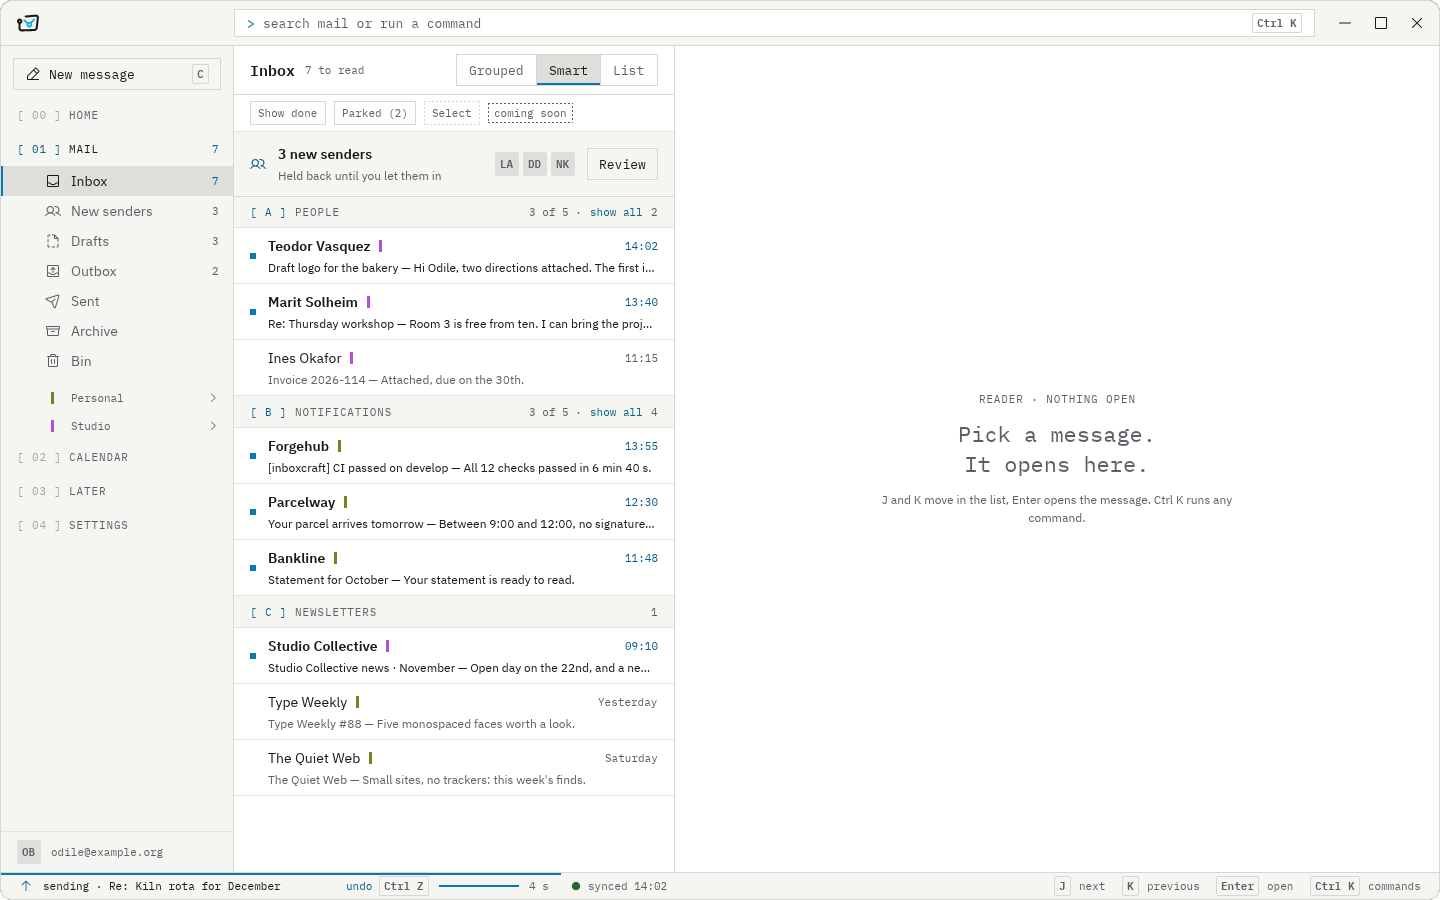 > search mail or run a command Ctrl K
New message C
[ 00 ] HOME
[ 01 ] MAIL 7
Inbox 7
New senders 3
Drafts 3
Outbox 2
Sent
Archive
Bin
Personal
Studio
[ 02 ] CALENDAR
[ 03 ] LATER
[ 04 ] SETTINGS
OB odile@example.org
Inbox 7 to read Grouped Smart List
Show done Parked (2) Select coming soon
3 new senders
Held back until you let them in
LA DD NK Review
[ A ] PEOPLE 3 of 5 · show all 2
Teodor Vasquez 14:02
Draft logo for the bakery — Hi Odile, two directions attached. The first i…
Marit Solheim 13:40
Re: Thursday workshop — Room 3 is free from ten. I can bring the proj…
Ines Okafor 11:15
Invoice 2026-114 — Attached, due on the 30th.
[ B ] NOTIFICATIONS 3 of 5 · show all 4
Forgehub 13:55
[inboxcraft] CI passed on develop — All 12 checks passed in 6 min 40 s.
Parcelway 12:30
Your parcel arrives tomorrow — Between 9:00 and 12:00, no signature…
Bankline 11:48
Statement for October — Your statement is ready to read.
[ C ] NEWSLETTERS 1
Studio Collective 09:10
Studio Collective news · November — Open day on the 22nd, and a ne…
Type Weekly Yesterday
Type Weekly #88 — Five monospaced faces worth a look.
The Quiet Web Saturday
The Quiet Web — Small sites, no trackers: this week's finds.
READER · NOTHING OPEN
Pick a message.
It opens here.
J and K move in the list, Enter opens the message. Ctrl K runs any
command.
sending · Re: Kiln rota for December undo Ctrl Z 4 s synced 14:02 J next K previous Enter open Ctrl K commands